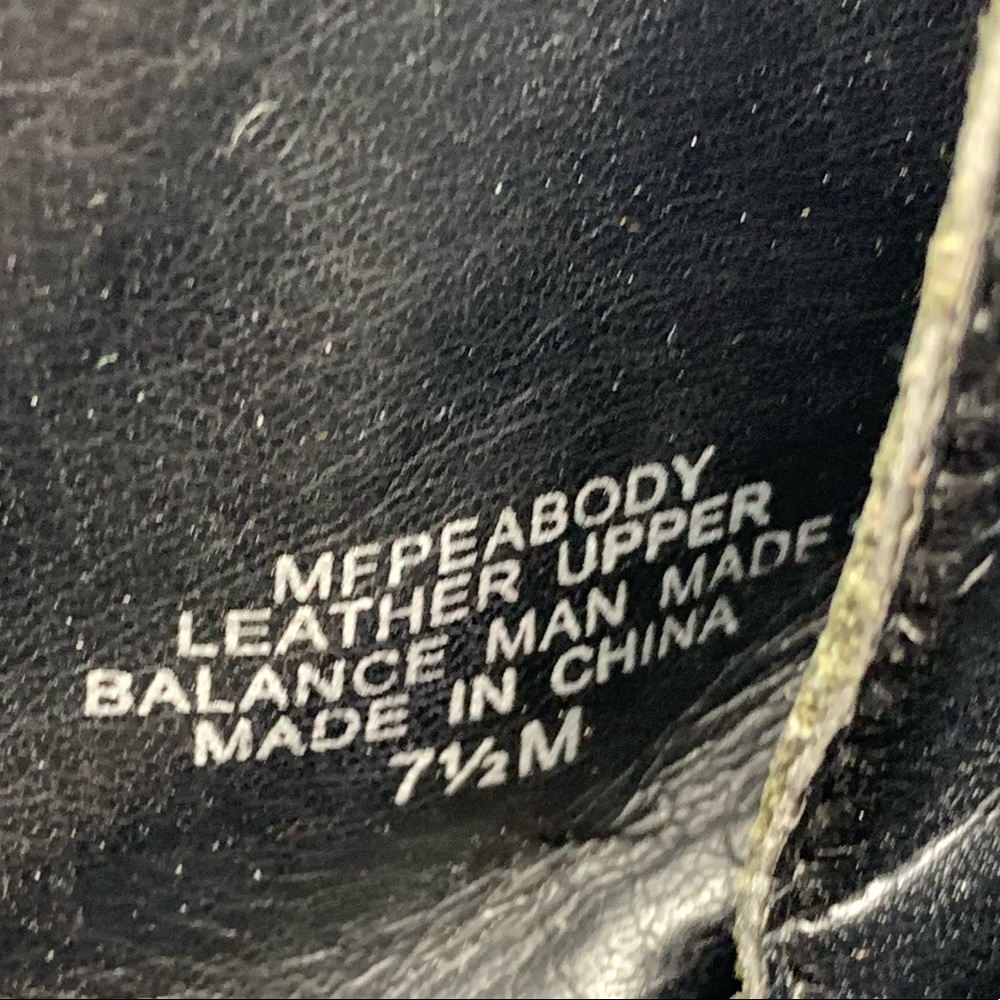 MFPEABODY
LEATHER UPPER
BALANCE MAN MADE
MADE IN CHINA
7½M